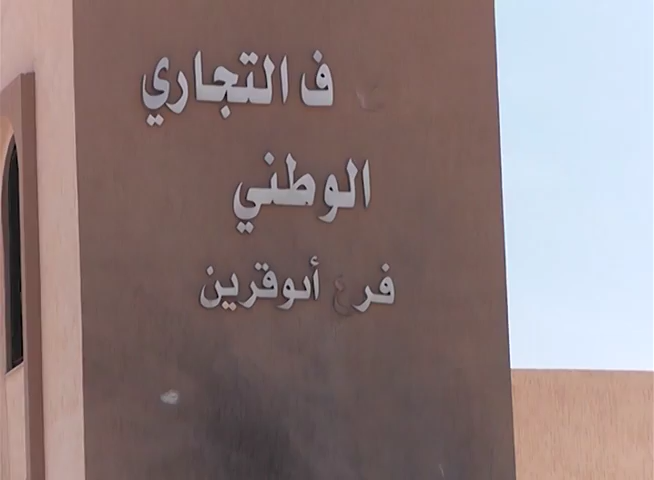 ف التجاري
الوطني
فرع أبوقرين